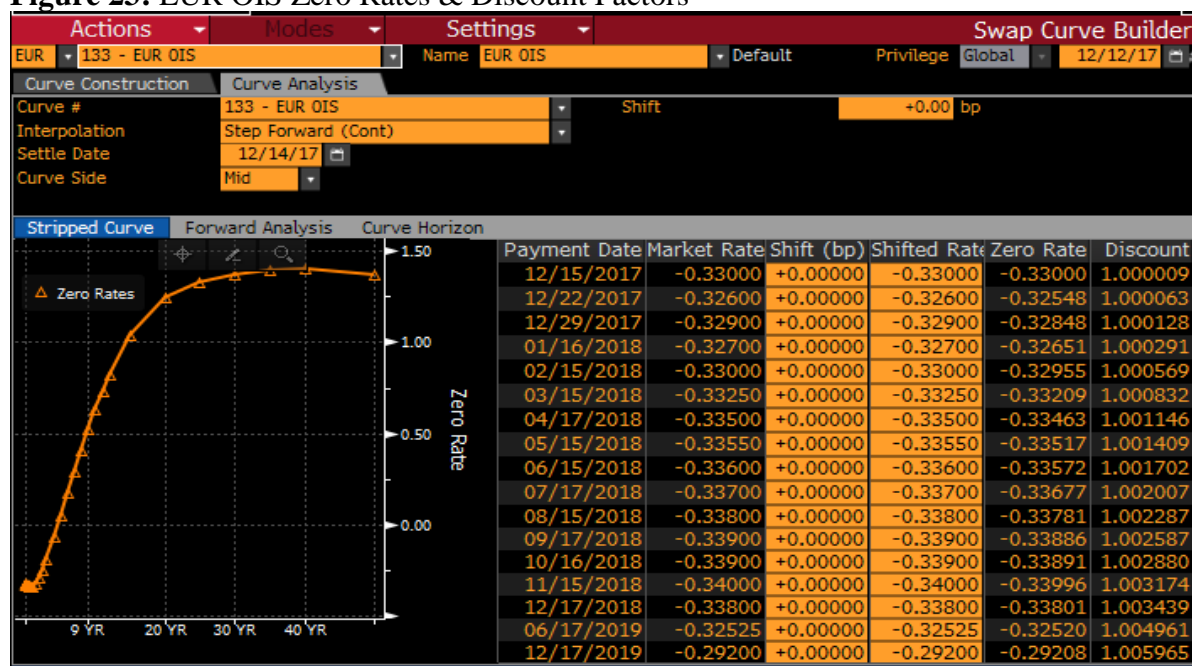 Figure 23: EUR OIS Zero Rates & Discount Factors
Actions Modes Settings Swap Curve Builder
EUR 133 - EUR OIS Name EUR OIS Default Privilege Global 12/12/17
Curve Construction Curve Analysis
Curve # 133 - EUR OIS Shift +0.00 bp
Interpolation Step Forward (Cont)
Settle Date 12/14/17
Curve Side Mid
Stripped Curve Forward Analysis Curve Horizon
Zero Rates
1.50
1.00
0.50
0.00
Zero Rate
9 YR 20 YR 30 YR 40 YR
Payment Date Market Rate Shift (bp) Shifted Rate Zero Rate Discount
12/15/2017 -0.33000 +0.00000 -0.33000 -0.33000 1.000009
12/22/2017 -0.32600 +0.00000 -0.32600 -0.32548 1.000063
12/29/2017 -0.32900 +0.00000 -0.32900 -0.32848 1.000128
01/16/2018 -0.32700 +0.00000 -0.32700 -0.32651 1.000291
02/15/2018 -0.33000 +0.00000 -0.33000 -0.32955 1.000569
03/15/2018 -0.33250 +0.00000 -0.33250 -0.33209 1.000832
04/17/2018 -0.33500 +0.00000 -0.33500 -0.33463 1.001146
05/15/2018 -0.33550 +0.00000 -0.33550 -0.33517 1.001409
06/15/2018 -0.33600 +0.00000 -0.33600 -0.33572 1.001702
07/17/2018 -0.33700 +0.00000 -0.33700 -0.33677 1.002007
08/15/2018 -0.33800 +0.00000 -0.33800 -0.33781 1.002287
09/17/2018 -0.33900 +0.00000 -0.33900 -0.33886 1.002587
10/16/2018 -0.33900 +0.00000 -0.33900 -0.33891 1.002880
11/15/2018 -0.34000 +0.00000 -0.34000 -0.33996 1.003174
12/17/2018 -0.33800 +0.00000 -0.33800 -0.33801 1.003439
06/17/2019 -0.32525 +0.00000 -0.32525 -0.32520 1.004961
12/17/2019 -0.29200 +0.00000 -0.29200 -0.29208 1.005965